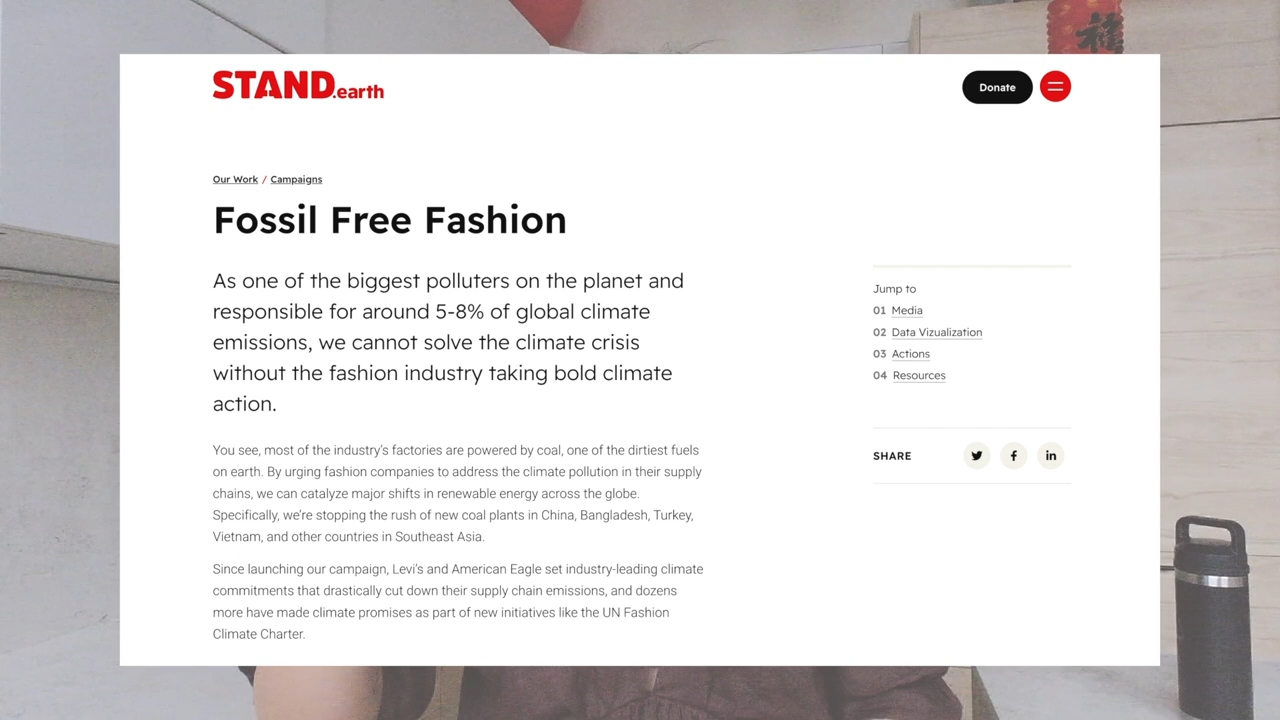 福
STAND.earth
Donate
Our Work / Campaigns
Fossil Free Fashion
As one of the biggest polluters on the planet and
responsible for around 5-8% of global climate
emissions, we cannot solve the climate crisis
without the fashion industry taking bold climate
action.
You see, most of the industry's factories are powered by coal, one of the dirtiest fuels
on earth. By urging fashion companies to address the climate pollution in their supply
chains, we can catalyze major shifts in renewable energy across the globe.
Specifically, we're stopping the rush of new coal plants in China, Bangladesh, Turkey,
Vietnam, and other countries in Southeast Asia.
Since launching our campaign, Levi's and American Eagle set industry-leading climate
commitments that drastically cut down their supply chain emissions, and dozens
more have made climate promises as part of new initiatives like the UN Fashion
Climate Charter.
Jump to
01 Media
02 Data Vizualization
03 Actions
04 Resources
SHARE